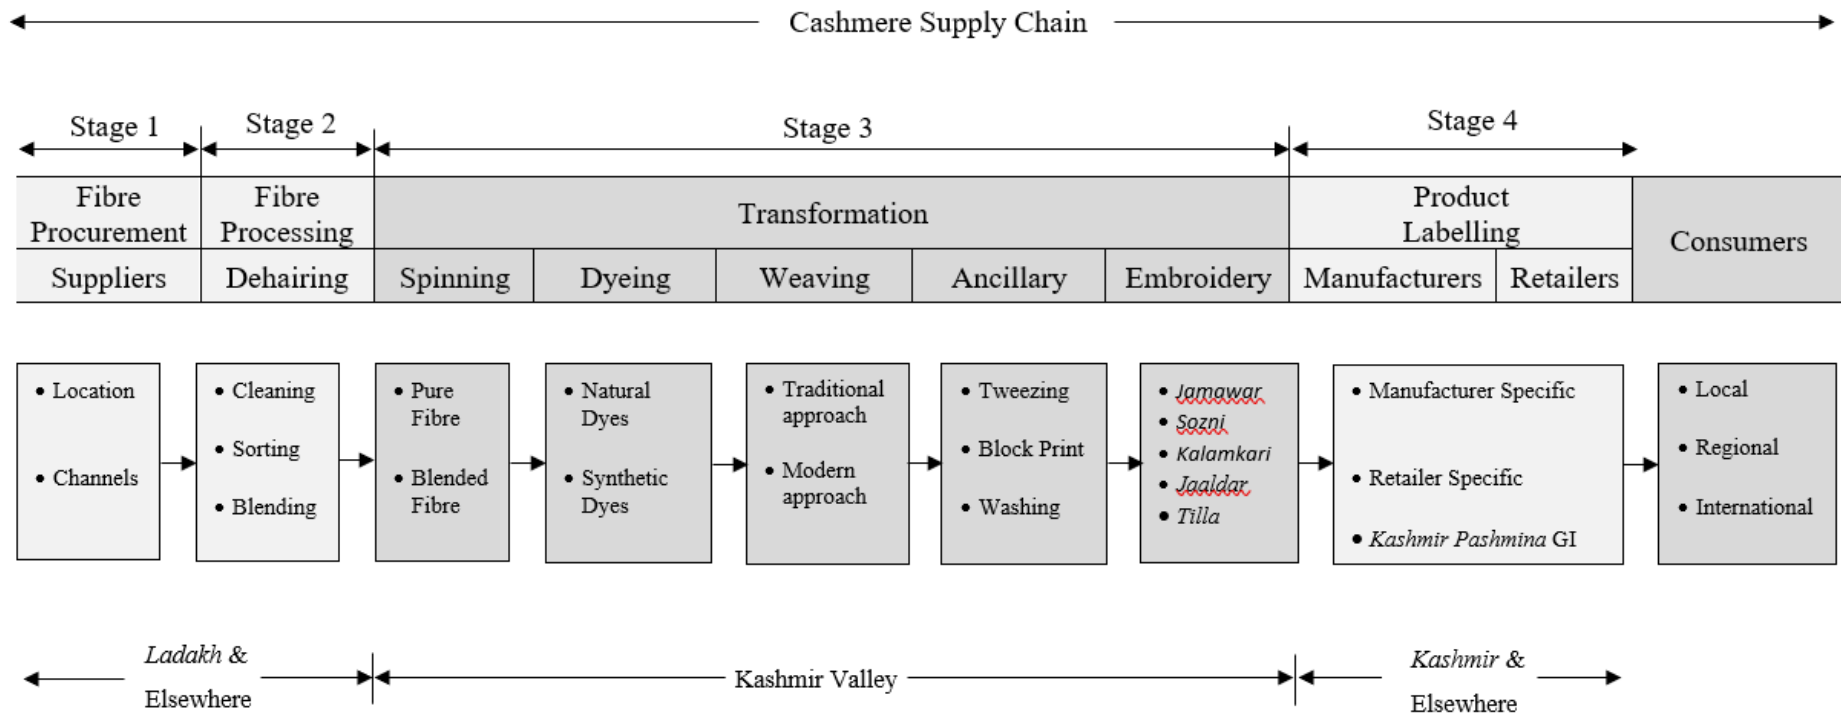 Cashmere Supply Chain
Stage 1
Stage 2
Stage 3
Stage 4
Fibre
Procurement
Fibre
Processing
Transformation
Product
Labelling
Consumers
Suppliers
Dehairing
Spinning
Dyeing
Weaving
Ancillary
Embroidery
Manufacturers
Retailers
• Location
• Channels
• Cleaning
• Sorting
• Blending
• Pure
Fibre
• Blended
Fibre
• Natural
Dyes
• Synthetic
Dyes
• Traditional
approach
• Modern
approach
• Tweezing
• Block Print
• Washing
• Jamawar
• Sozni
• Kalamkari
• Jaaldar
• Tilla
• Manufacturer Specific
• Retailer Specific
• Kashmir Pashmina GI
• Local
• Regional
• International
Ladakh &
Elsewhere
Kashmir Valley
Kashmir &
Elsewhere